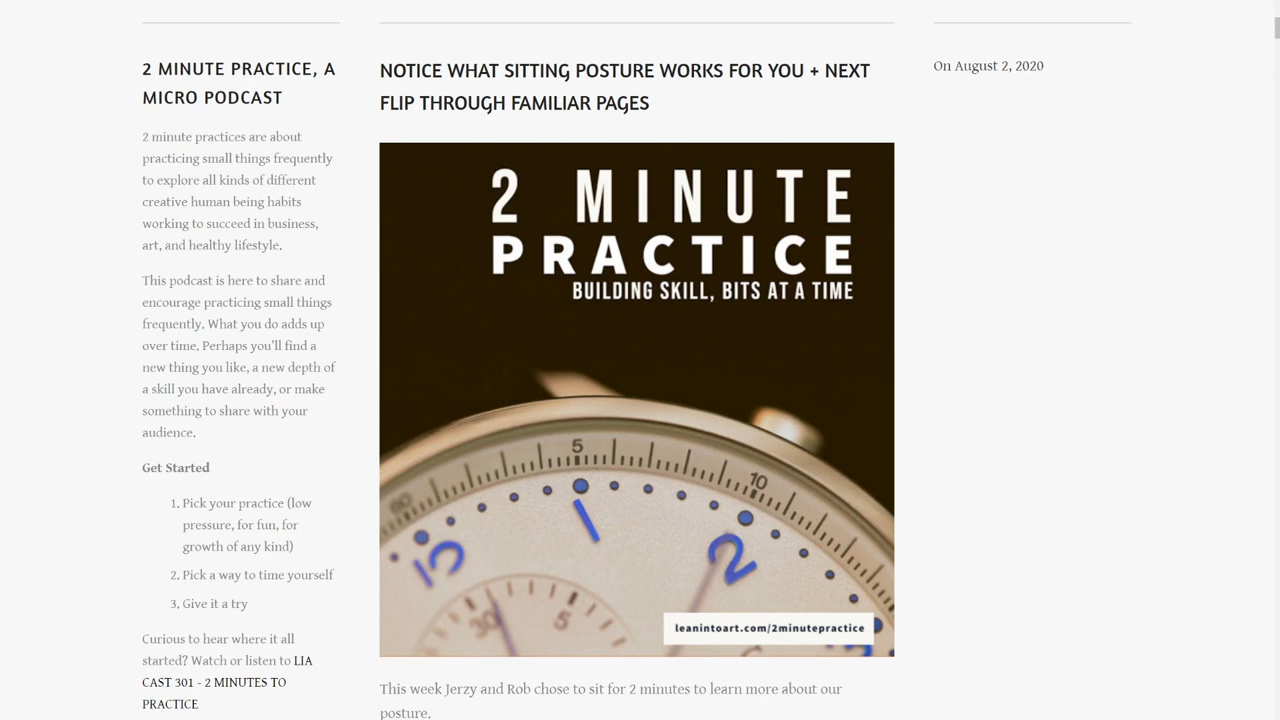 2 MINUTE PRACTICE, A
MICRO PODCAST
2 minute practices are about
practicing small things frequently
to explore all kinds of different
creative human being habits
working to succeed in business,
art, and healthy lifestyle.
This podcast is here to share and
encourage practicing small things
frequently. What you do adds up
over time. Perhaps you'll find a
new thing you like, a new depth of
a skill you have already, or make
something to share with your
audience.
Get Started
1. Pick your practice (low
pressure, for fun, for
growth of any kind)
2. Pick a way to time yourself
3. Give it a try
Curious to hear where it all
started? Watch or listen to LIA
CAST 301 - 2 MINUTES TO
PRACTICE
NOTICE WHAT SITTING POSTURE WORKS FOR YOU + NEXT
FLIP THROUGH FAMILIAR PAGES
2 MINUTE
PRACTICE
BUILDING SKILL, BITS AT A TIME
60 5 10
12 1 2
30 5
leanintoart.com/2minutepractice
This week Jerzy and Rob chose to sit for 2 minutes to learn more about our
posture.
On August 2, 2020